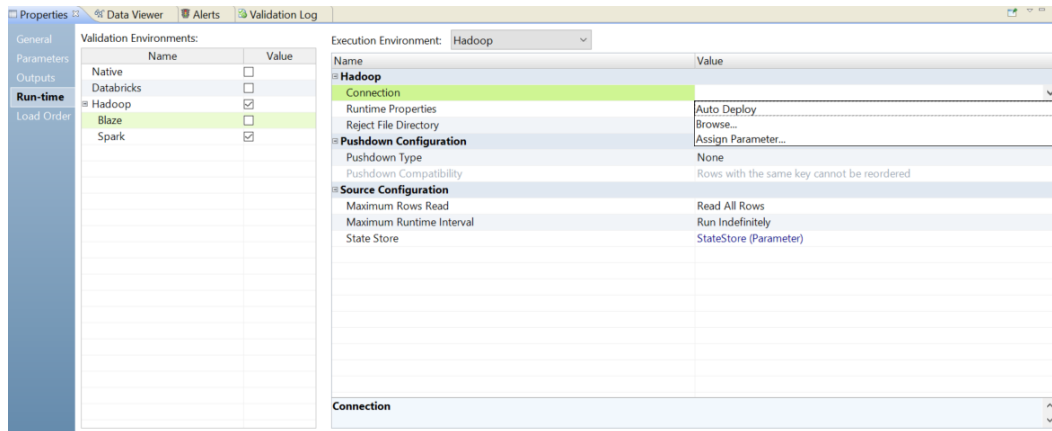 Properties Data Viewer Alerts Validation Log
General
Parameters
Outputs
Run-time
Load Order
Validation Environments:
Name Value
Native
Databricks
Hadoop
Blaze
Spark
Execution Environment: Hadoop
Name Value
Hadoop
Connection
Runtime Properties
Reject File Directory
Auto Deploy
Browse...
Assign Parameter...
Pushdown Configuration
Pushdown Type None
Pushdown Compatibility Rows with the same key cannot be reordered
Source Configuration
Maximum Rows Read Read All Rows
Maximum Runtime Interval Run Indefinitely
State Store StateStore (Parameter)
Connection